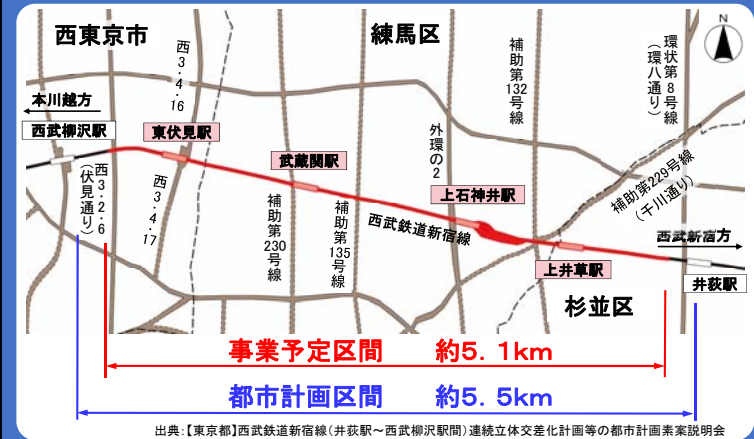 西東京市
練馬区
N
西3・4・16
補助第132号線
環状第8号線
(環八通り)
本川越方
西武柳沢駅
東伏見駅
武蔵関駅
外環の2
上石神井駅
補助第229号線
(千川通り)
西3・2・6
(伏見通り)
西3・4・17
補助第230号線
補助第135号線
西武鉄道新宿線
西武新宿方
上井草駅
井荻駅
杉並区
事業予定区間 約5.1km
都市計画区間 約5.5km
出典:【東京都】西武鉄道新宿線(井荻駅~西武柳沢駅間)連続立体交差化計画等の都市計画素案説明会